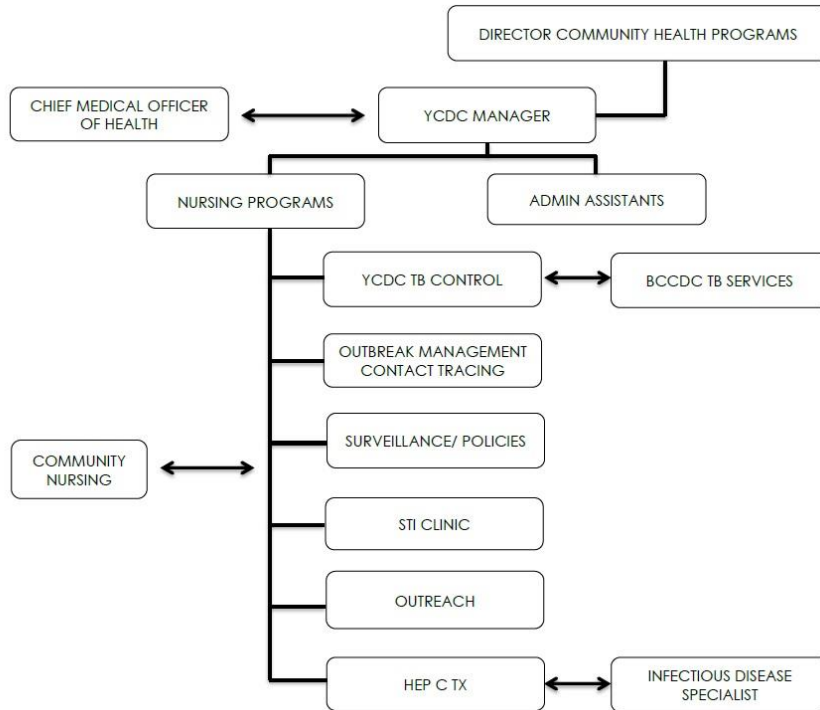 DIRECTOR COMMUNITY HEALTH PROGRAMS
CHIEF MEDICAL OFFICER
OF HEALTH
YCDC MANAGER
NURSING PROGRAMS
ADMIN ASSISTANTS
YCDC TB CONTROL
BCCDC TB SERVICES
OUTBREAK MANAGEMENT
CONTACT TRACING
SURVEILLANCE/ POLICIES
COMMUNITY
NURSING
STI CLINIC
OUTREACH
HEP C TX
INFECTIOUS DISEASE
SPECIALIST